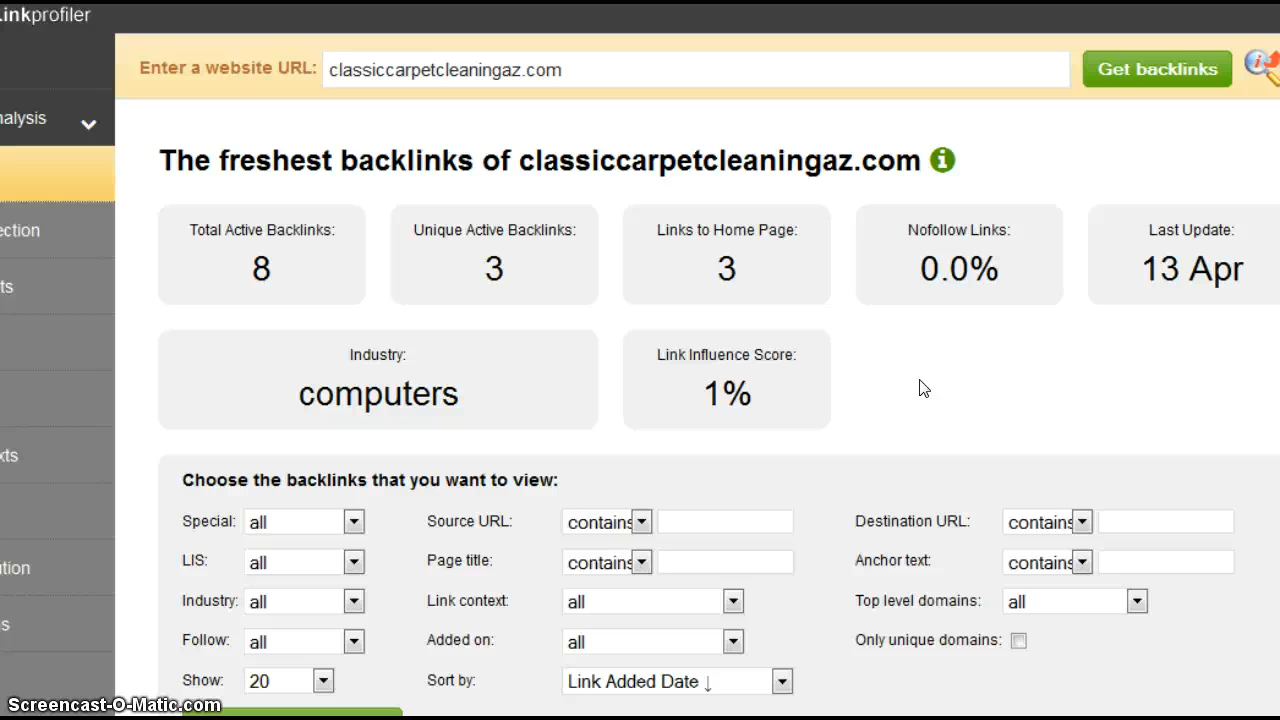 Linkprofiler
Enter a website URL: classiccarpetcleaningaz.com Get backlinks
nalysis
The freshest backlinks of classiccarpetcleaningaz.com i
Total Active Backlinks: Unique Active Backlinks: Links to Home Page: Nofollow Links: Last Update:
ection
8 3 3 0.0% 13 Apr
ts
Industry: Link Influence Score:
computers 1%
xts
Choose the backlinks that you want to view:
Special: all Source URL: contains Destination URL: contains
LIS: all Page title: contains Anchor text: contains
ution
Industry: all Link context: all Top level domains: all
s
Follow: all Added on: all Only unique domains:
Show: 20 Sort by: Link Added Date ↓
Screencast-O-Matic.com